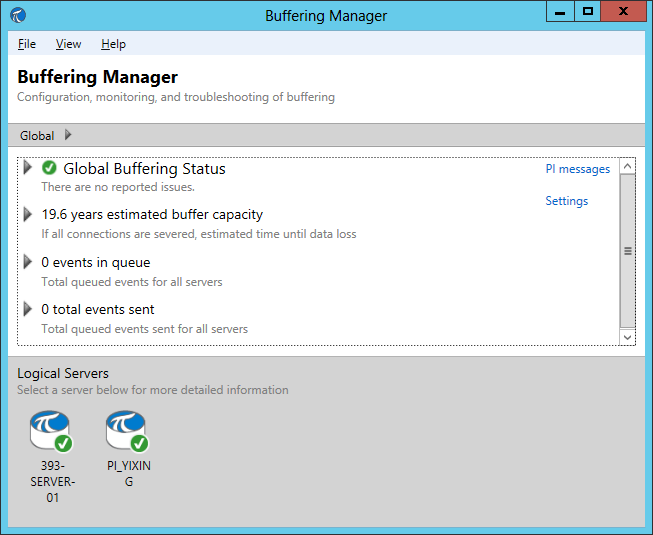 Buffering Manager
File View Help
Buffering Manager
Configuration, monitoring, and troubleshooting of buffering
Global
Global Buffering Status
PI messages
There are no reported issues.
Settings
19.6 years estimated buffer capacity
If all connections are severed, estimated time until data loss
0 events in queue
Total queued events for all servers
0 total events sent
Total queued events sent for all servers
Logical Servers
Select a server below for more detailed information
393-
SERVER-
01
PI_YIXIN
G